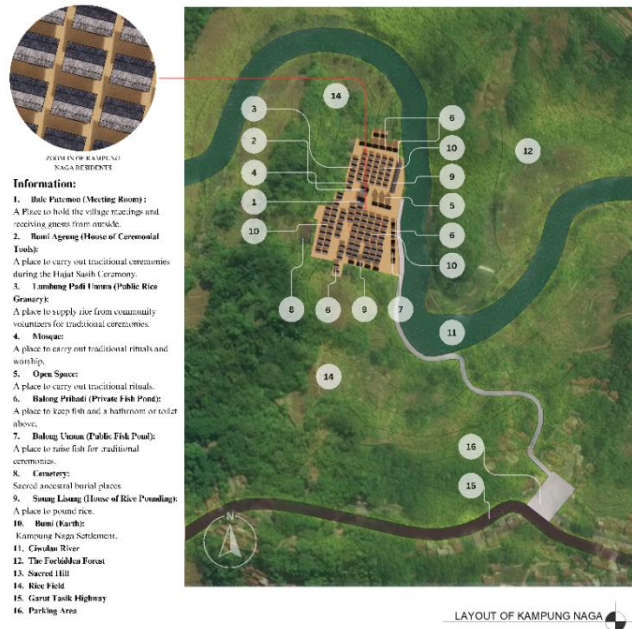 ZOOM IN OF KAMPUNG
NAGA RESIDENTS
Information:
1. Bale Patemon (Meeting Room) :
A Place to hold the village meetings and
receiving guests from outside.
2. Bumi Ageung (House of Ceremonial
Tools):
A place to carry out traditional ceremonies
during the Hajat Sasih Ceremony.
3. Lumbung Padi Umum (Public Rice
Granary):
A place to supply rice from community
volunteers for traditional ceremonies.
4. Mosque:
A place to carry out traditional rituals and
worship.
5. Open Space:
A place to carry out traditional rituals.
6. Balong Pribadi (Private Fish Pond):
A place to keep fish and a bathroom or toilet
above.
7. Balong Umum (Public Fish Pond):
A place to raise fish for traditional
ceremonies.
8. Cemetery:
Sacred ancestral burial places.
9. Saung Lisung (House of Rice Pounding):
A place to pound rice.
10. Bumi (Earth):
Kampung Naga Settlement.
11. Ciwulan River
12. The Forbidden Forest
13. Sacred Hill
14. Rice Field
15. Garut Tasik Highway
16. Parking Area
14
3
6
2
10
12
4
9
1
5
10
6
10
8
6
9
7
11
14
16
15
N
LAYOUT OF KAMPUNG NAGA